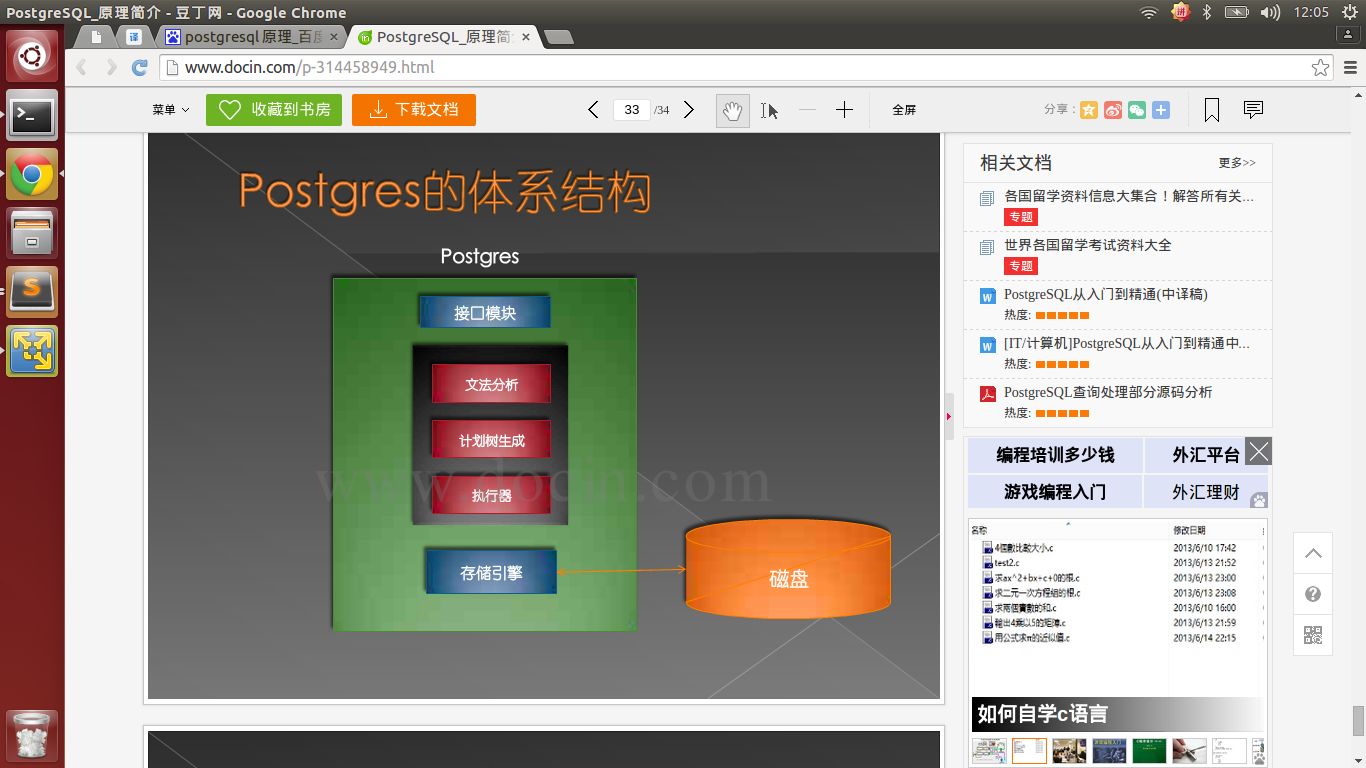 PostgreSQL_原理简介 - 豆丁网 - Google Chrome
拼
12:05
译
postgresql 原理_百度
PostgreSQL_原理简
www.docin.com/p-314458949.html
菜单
收藏到书房
下载文档
33 /34
全屏
分享：
Postgres的体系结构
Postgres
接口模块
文法分析
计划树生成
执行器
存储引擎
磁盘
www.docin.com
相关文档
更多>>
各国留学资料信息大集合！解答所有关...
专题
世界各国留学考试资料大全
专题
PostgreSQL从入门到精通(中译稿)
热度:
[IT/计算机]PostgreSQL从入门到精通中...
热度:
PostgreSQL查询处理部分源码分析
热度:
编程培训多少钱
外汇平台
游戏编程入门
外汇理财
名称 修改日期
4個數比較大小.c 2013/6/10 17:42
test2.c 2013/6/13 21:52
求ax^2+bx+c+0的根.c 2013/6/13 23:00
求二元一次方程組的根.c 2013/6/13 23:08
求兩個實數的和.c 2013/6/10 16:00
輸出4乘以5的矩陣.c 2013/6/13 21:59
用公式求π的近似值.c 2013/6/14 22:15
如何自学c语言